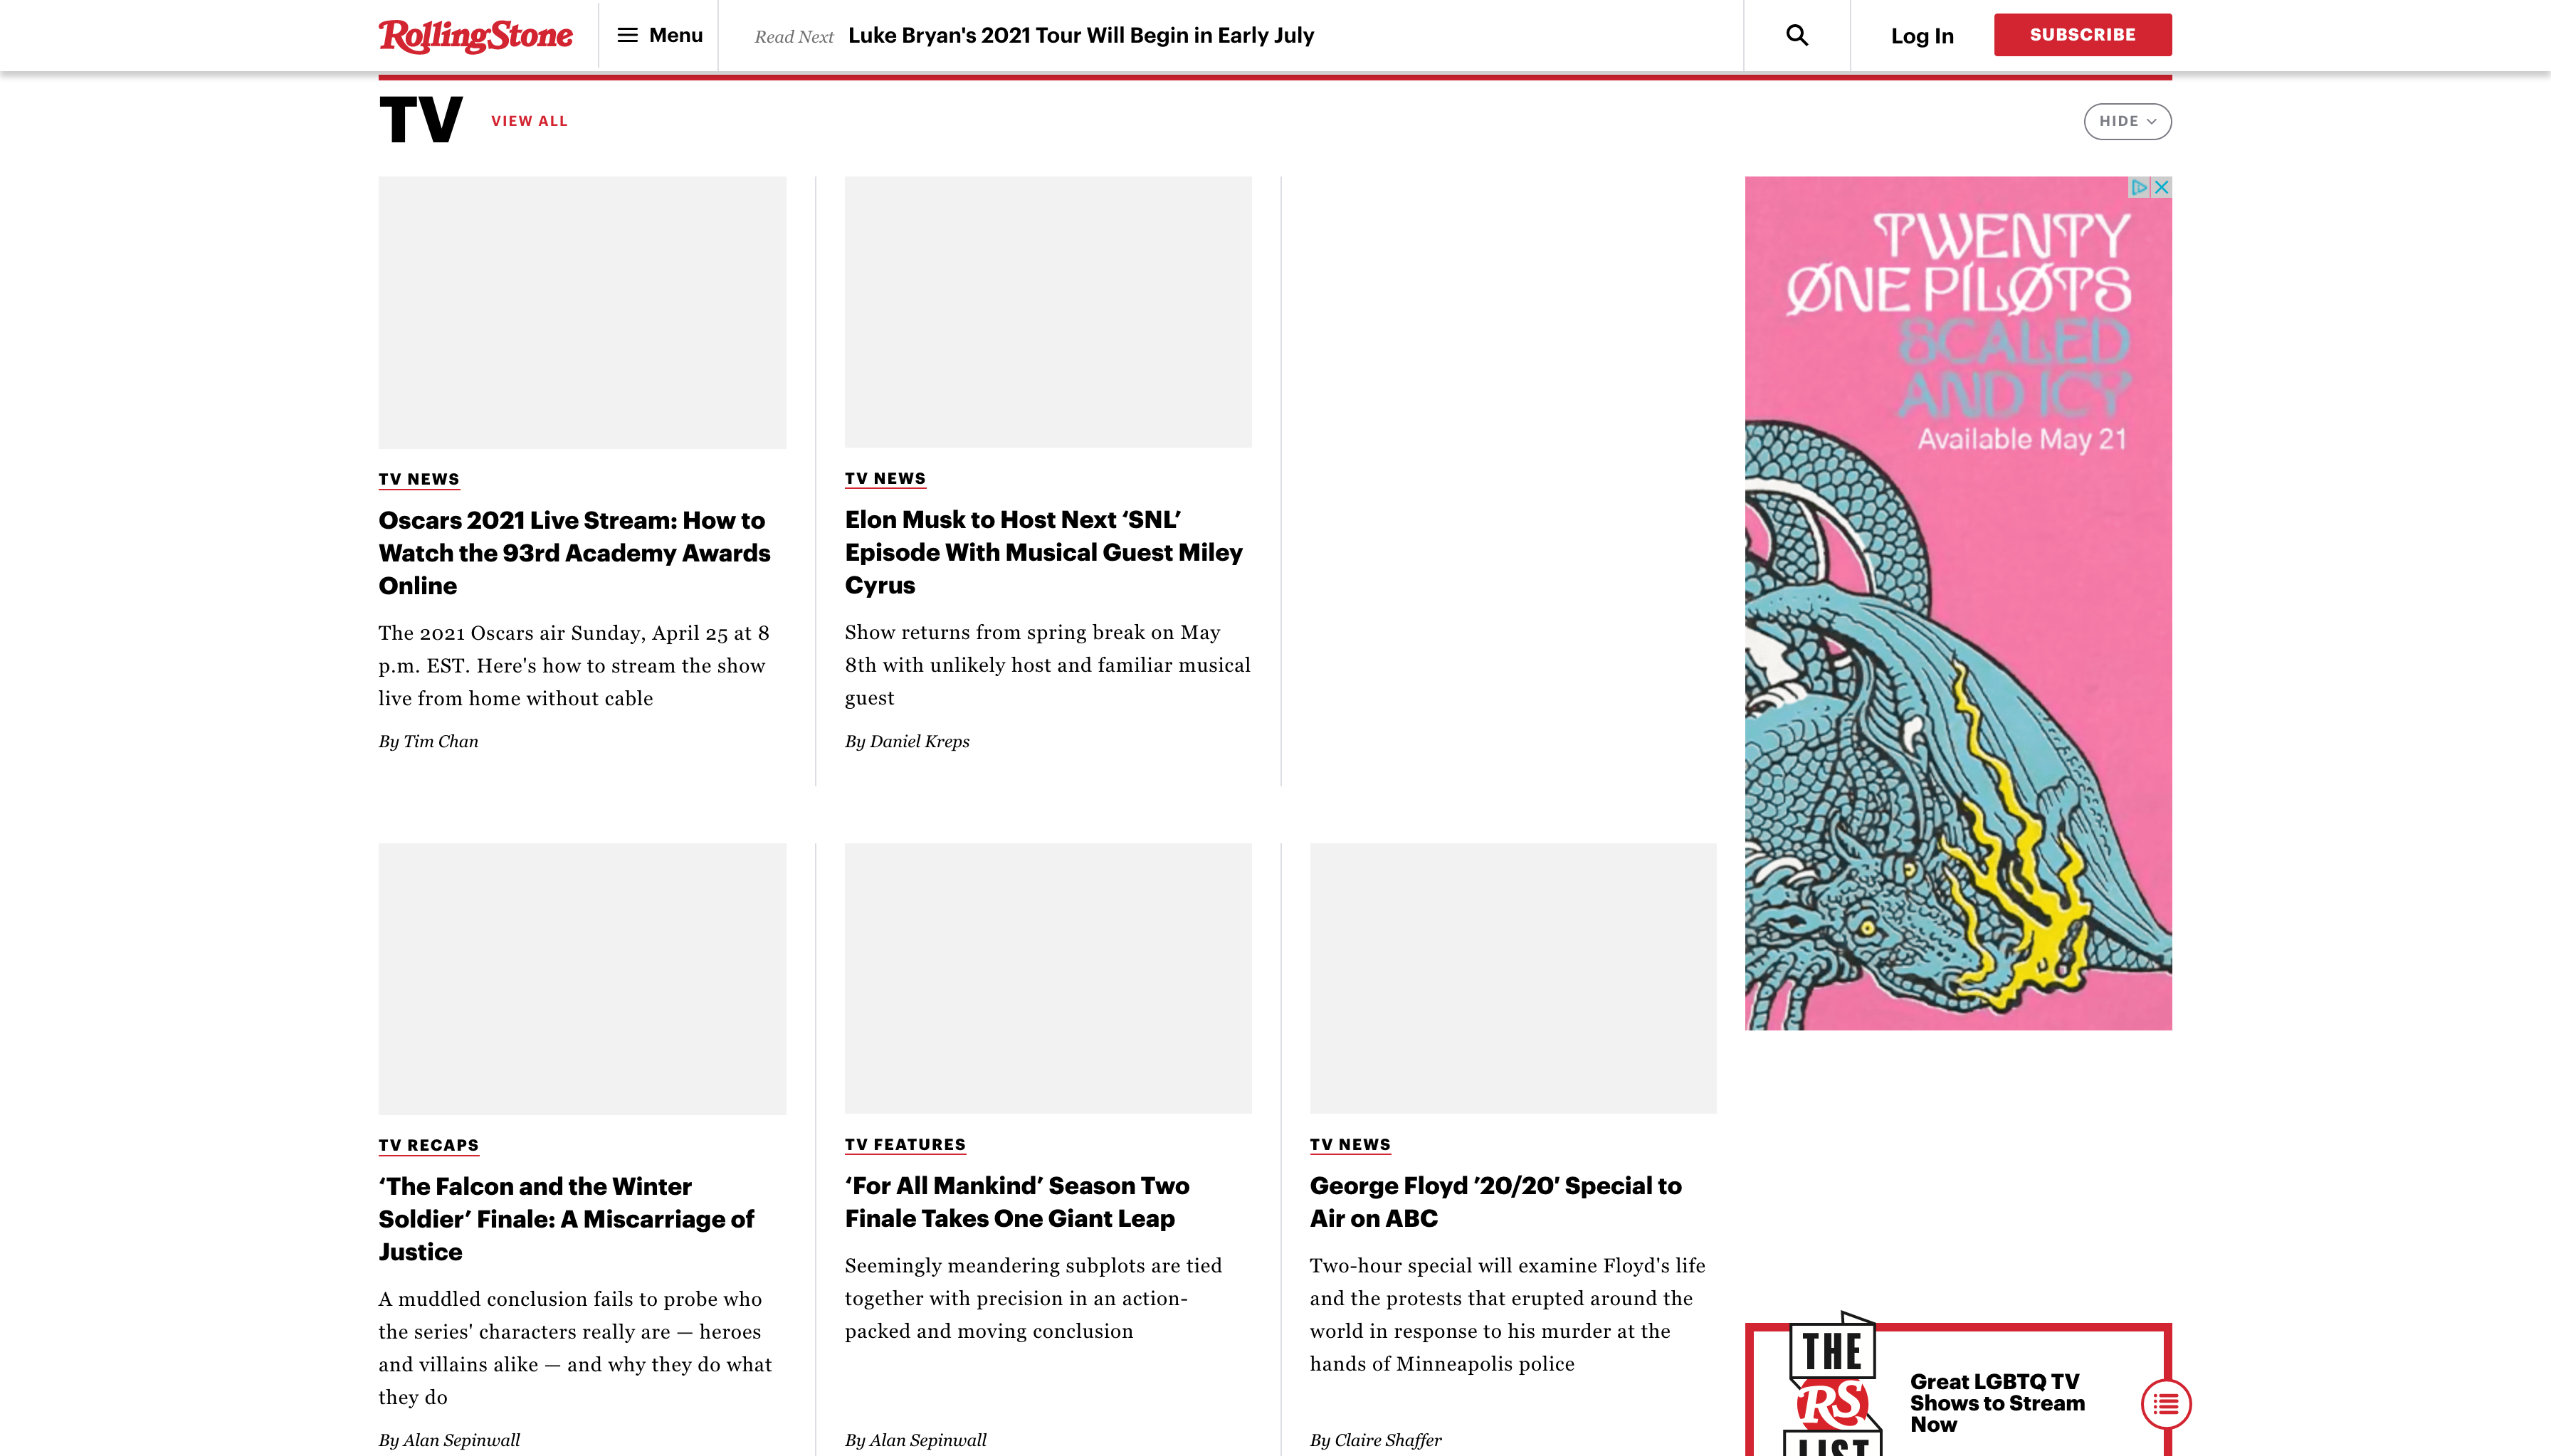 RollingStone
Menu
Read Next Luke Bryan's 2021 Tour Will Begin in Early July
Log In
SUBSCRIBE
TV
VIEW ALL
HIDE
TV NEWS
Oscars 2021 Live Stream: How to
Watch the 93rd Academy Awards
Online
The 2021 Oscars air Sunday, April 25 at 8
p.m. EST. Here's how to stream the show
live from home without cable
By Tim Chan
TV NEWS
Elon Musk to Host Next ‘SNL’
Episode With Musical Guest Miley
Cyrus
Show returns from spring break on May
8th with unlikely host and familiar musical
guest
By Daniel Kreps
TWENTY
ØNE PILØTS
SCALED
AND ICY
Available May 21
TV RECAPS
‘The Falcon and the Winter
Soldier’ Finale: A Miscarriage of
Justice
A muddled conclusion fails to probe who
the series' characters really are — heroes
and villains alike — and why they do what
they do
By Alan Sepinwall
TV FEATURES
‘For All Mankind’ Season Two
Finale Takes One Giant Leap
Seemingly meandering subplots are tied
together with precision in an action-
packed and moving conclusion
By Alan Sepinwall
TV NEWS
George Floyd ’20/20′ Special to
Air on ABC
Two-hour special will examine Floyd's life
and the protests that erupted around the
world in response to his murder at the
hands of Minneapolis police
By Claire Shaffer
THE
RS
LIST
Great LGBTQ TV
Shows to Stream
Now